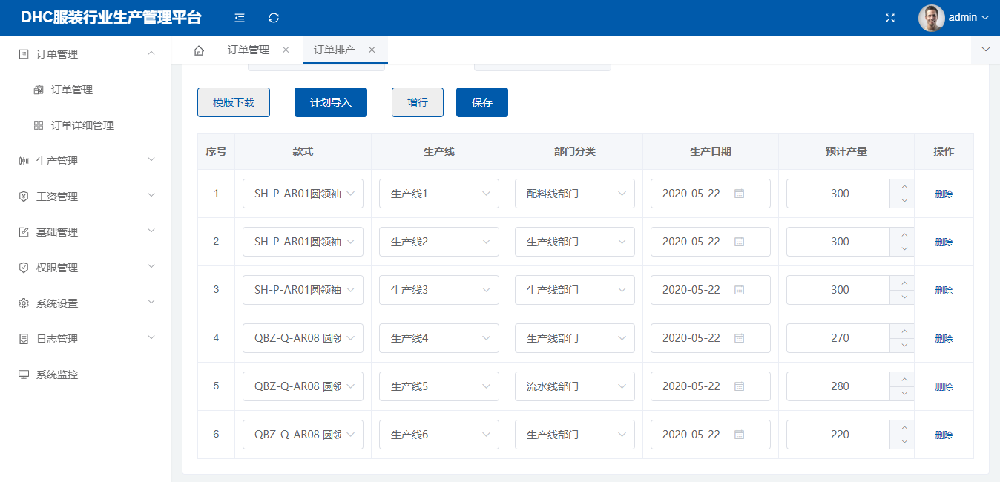 DHC服装行业生产管理平台
admin
订单管理
订单管理
订单详细管理
生产管理
工资管理
基础管理
权限管理
系统设置
日志管理
系统监控
订单管理 订单排产
模版下载 计划导入 增行 保存
序号 款式 生产线 部门分类 生产日期 预计产量 操作
1 SH-P-AR01圆领袖 生产线1 配料线部门 2020-05-22 300 删除
2 SH-P-AR01圆领袖 生产线2 生产线部门 2020-05-22 300 删除
3 SH-P-AR01圆领袖 生产线3 生产线部门 2020-05-22 300 删除
4 QBZ-Q-AR08 圆领 生产线4 生产线部门 2020-05-22 270 删除
5 QBZ-Q-AR08 圆领 生产线5 流水线部门 2020-05-22 280 删除
6 QBZ-Q-AR08 圆领 生产线6 生产线部门 2020-05-22 220 删除